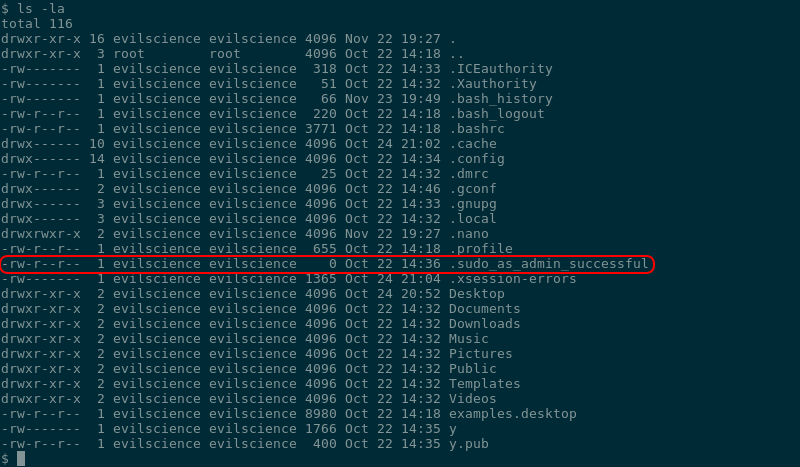 $ ls -la
total 116
drwxr-xr-x 16 evilscience evilscience 4096 Nov 22 19:27 .
drwxr-xr-x  3 root        root        4096 Oct 22 14:18 ..
-rw-------  1 evilscience evilscience  318 Oct 22 14:33 .ICEauthority
-rw-------  1 evilscience evilscience   51 Oct 22 14:32 .Xauthority
-rw-------  1 evilscience evilscience   66 Nov 23 19:49 .bash_history
-rw-r--r--  1 evilscience evilscience  220 Oct 22 14:18 .bash_logout
-rw-r--r--  1 evilscience evilscience 3771 Oct 22 14:18 .bashrc
drwx------ 10 evilscience evilscience 4096 Oct 24 21:02 .cache
drwx------ 14 evilscience evilscience 4096 Oct 22 14:34 .config
-rw-r--r--  1 evilscience evilscience   25 Oct 22 14:32 .dmrc
drwx------  2 evilscience evilscience 4096 Oct 22 14:46 .gconf
drwx------  3 evilscience evilscience 4096 Oct 22 14:33 .gnupg
drwx------  3 evilscience evilscience 4096 Oct 22 14:32 .local
drwxrwxr-x  2 evilscience evilscience 4096 Nov 22 19:27 .nano
-rw-r--r--  1 evilscience evilscience  655 Oct 22 14:18 .profile
-rw-r--r--  1 evilscience evilscience    0 Oct 22 14:36 .sudo_as_admin_successful
-rw-------  1 evilscience evilscience 1365 Oct 24 21:04 .xsession-errors
drwxr-xr-x  2 evilscience evilscience 4096 Oct 24 20:52 Desktop
drwxr-xr-x  2 evilscience evilscience 4096 Oct 22 14:32 Documents
drwxr-xr-x  2 evilscience evilscience 4096 Oct 22 14:32 Downloads
drwxr-xr-x  2 evilscience evilscience 4096 Oct 22 14:32 Music
drwxr-xr-x  2 evilscience evilscience 4096 Oct 22 14:32 Pictures
drwxr-xr-x  2 evilscience evilscience 4096 Oct 22 14:32 Public
drwxr-xr-x  2 evilscience evilscience 4096 Oct 22 14:32 Templates
drwxr-xr-x  2 evilscience evilscience 4096 Oct 22 14:32 Videos
-rw-r--r--  1 evilscience evilscience 8980 Oct 22 14:18 examples.desktop
-rw-------  1 evilscience evilscience 1766 Oct 22 14:35 y
-rw-r--r--  1 evilscience evilscience  400 Oct 22 14:35 y.pub
$